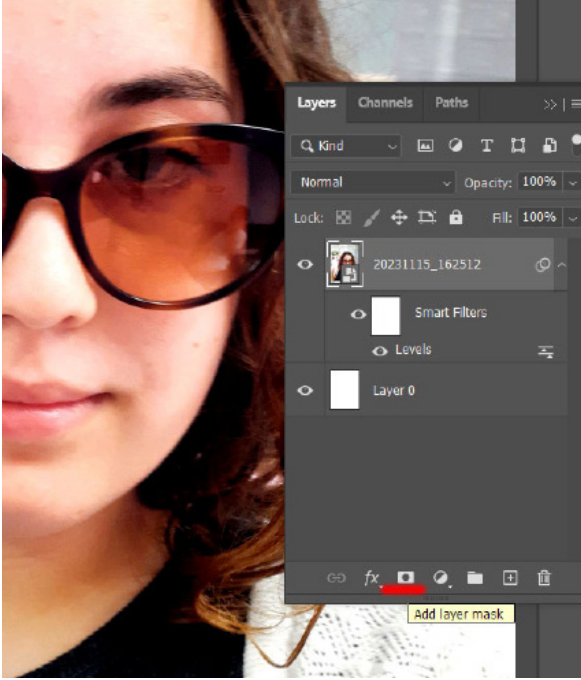 Layers Channels Paths
Kind
Normal Opacity: 100%
Lock: Fill: 100%
20231115_162512
Smart Filters
Levels
Layer 0
fx
Add layer mask